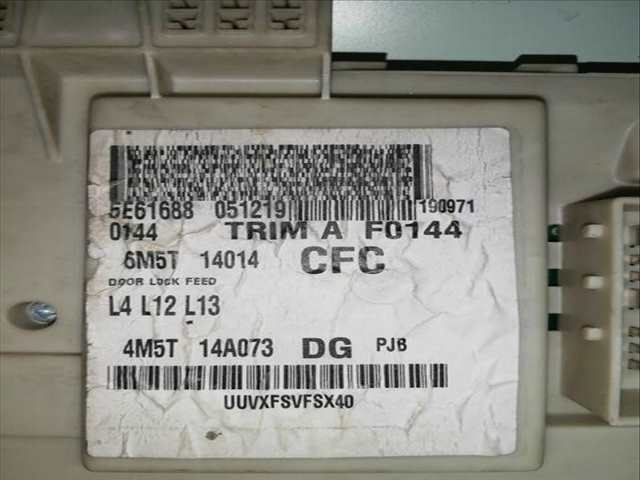 5E61688 051219 190971
0144 TRIM A F0144
6M5T 14014 CFC
DOOR LOCK FEED
L4 L12 L13
4M5T 14A073 DG PJB
UUVXFSVFSX40